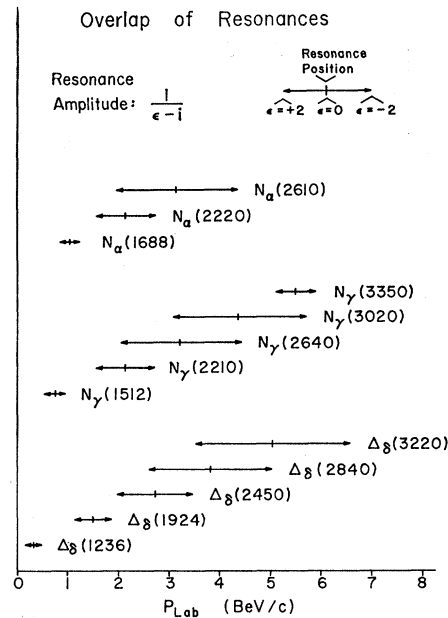 Overlap of Resonances
Resonance
Amplitude: 1/(ϵ-i)
Resonance
Position
ϵ=+2 ϵ=0 ϵ=-2
Nα(2610)
Nα(2220)
Nα(1688)
Nγ(3350)
Nγ(3020)
Nγ(2640)
Nγ(2210)
Nγ(1512)
Δδ(3220)
Δδ(2840)
Δδ(2450)
Δδ(1924)
Δδ(1236)
0 1 2 3 4 5 6 7 8
PLab (BeV/c)